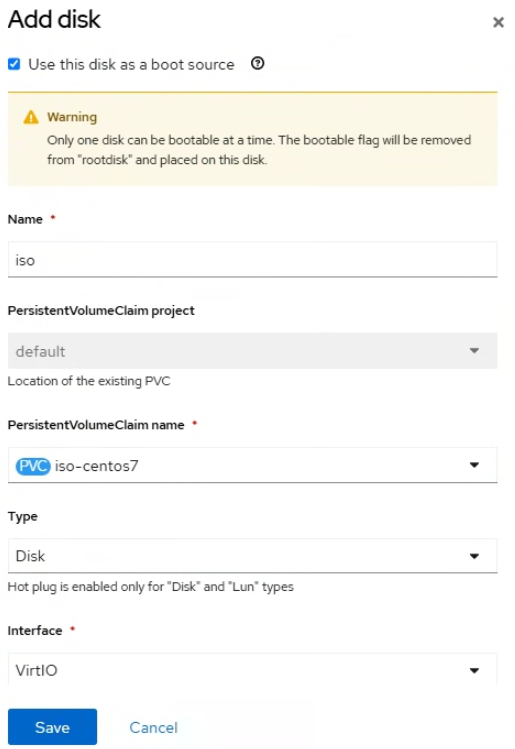 Add disk
Use this disk as a boot source
Warning
Only one disk can be bootable at a time. The bootable flag will be removed
from "rootdisk" and placed on this disk.
Name *
iso
PersistentVolumeClaim project
default
Location of the existing PVC
PersistentVolumeClaim name *
PVC iso-centos7
Type
Disk
Hot plug is enabled only for "Disk" and "Lun" types
Interface *
VirtIO
Save Cancel